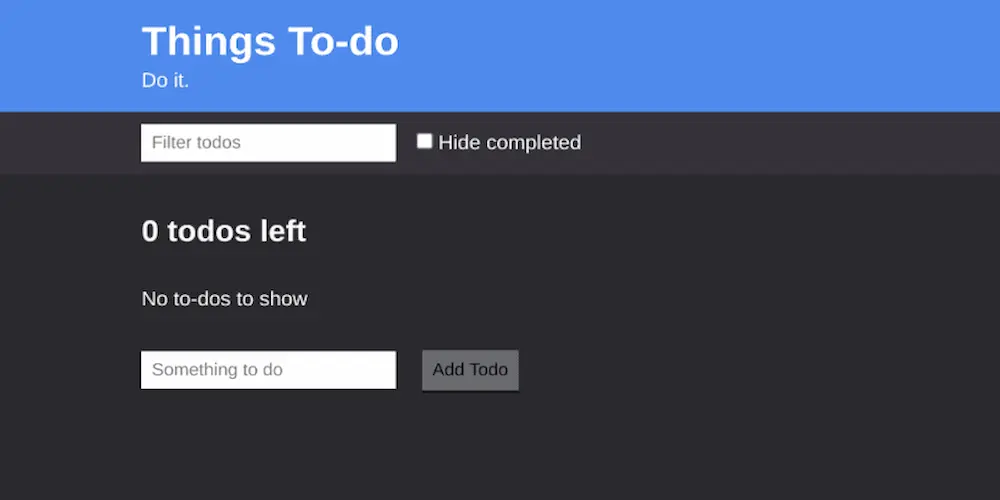 Things To-do
Do it.
Filter todos
Hide completed
0 todos left
No to-dos to show
Something to do
Add Todo